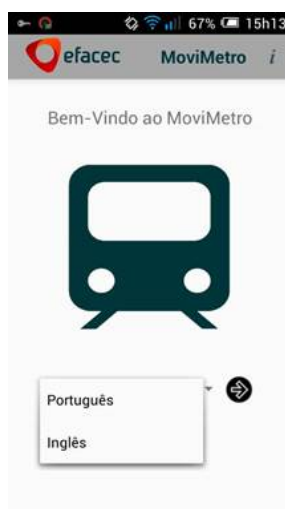 67% 15h13
efacec MoviMetro i
Bem-Vindo ao MoviMetro
Português
Inglês